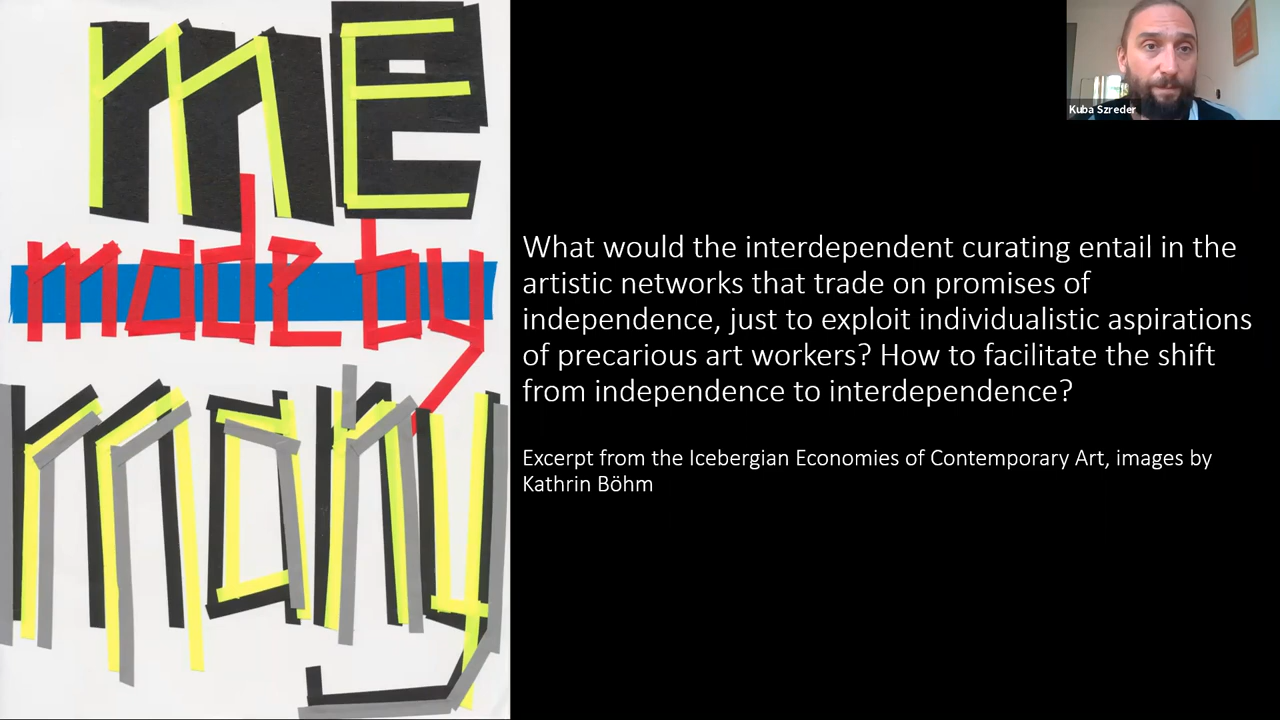 mE
made by
many
What would the interdependent curating entail in the
artistic networks that trade on promises of
independence, just to exploit individualistic aspirations
of precarious art workers? How to facilitate the shift
from independence to interdependence?
Excerpt from the Icebergian Economies of Contemporary Art, images by
Kathrin Böhm
Kuba Szreder